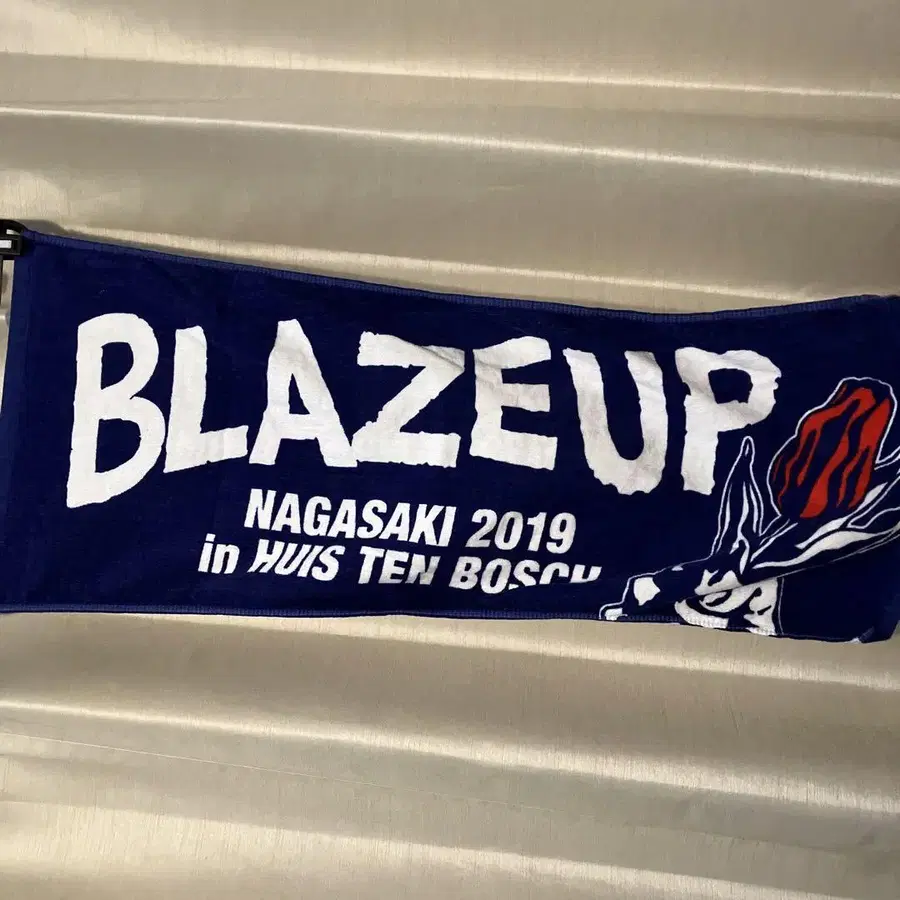 BLAZEUP
NAGASAKI 2019
in HUIS TEN BOSCH